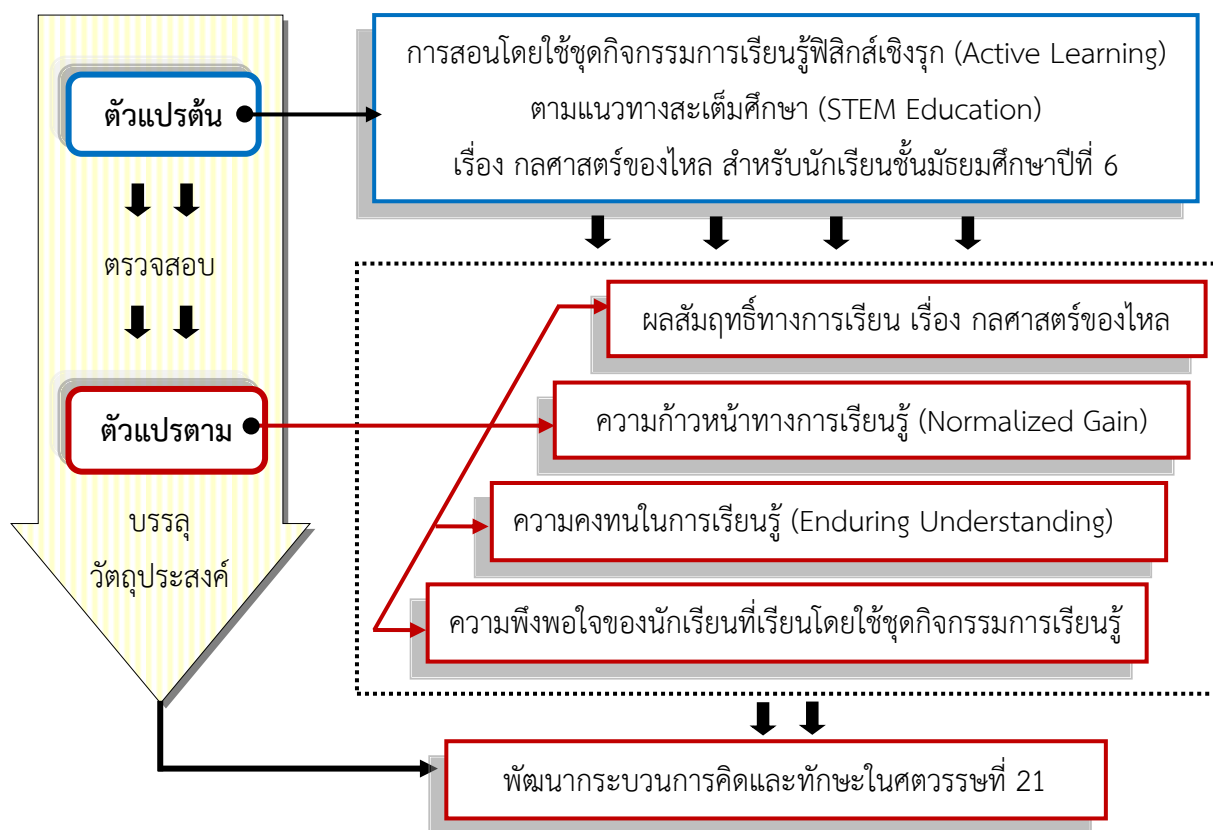 การสอนโดยใช้ชุดกิจกรรมการเรียนรู้ฟิสิกส์เชิงรุก (Active Learning)
ตามแนวทางสะเต็มศึกษา (STEM Education)
เรื่อง กลศาสตร์ของไหล สำหรับนักเรียนชั้นมัธยมศึกษาปีที่ 6
ตัวแปรต้น
ตรวจสอบ
ผลสัมฤทธิ์ทางการเรียน เรื่อง กลศาสตร์ของไหล
ตัวแปรตาม
ความก้าวหน้าทางการเรียนรู้ (Normalized Gain)
ความคงทนในการเรียนรู้ (Enduring Understanding)
บรรลุ
วัตถุประสงค์
ความพึงพอใจของนักเรียนที่เรียนโดยใช้ชุดกิจกรรมการเรียนรู้
พัฒนากระบวนการคิดและทักษะในศตวรรษที่ 21